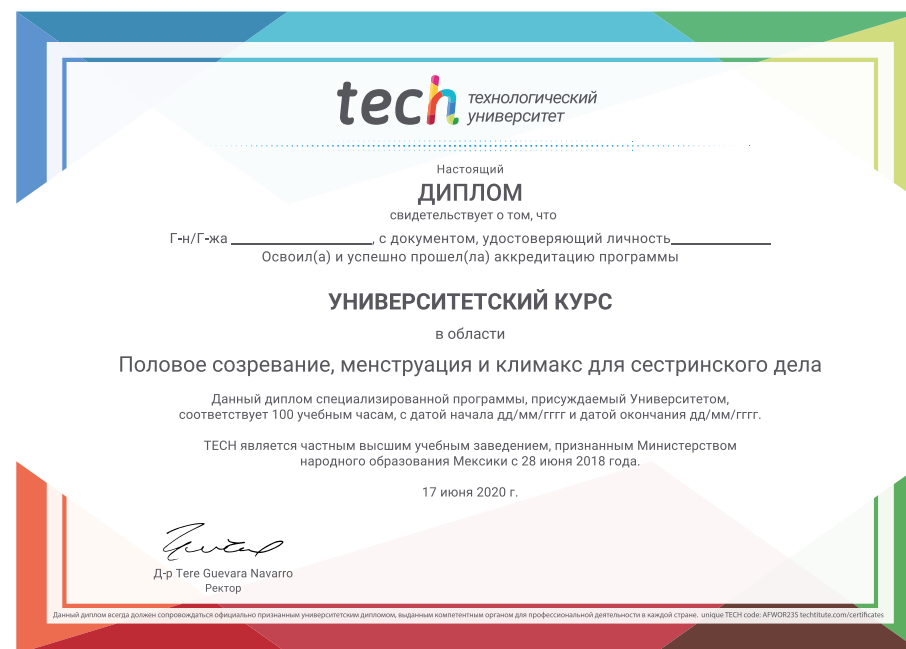 tech технологический
университет
Настоящий
ДИПЛОМ
свидетельствует о том, что
Г-н/Г-жа ____________________, с документом, удостоверяющий личность______________
Освоил(а) и успешно прошел(ла) аккредитацию программы
УНИВЕРСИТЕТСКИЙ КУРС
в области
Половое созревание, менструация и климакс для сестринского дела
Данный диплом специализированной программы, присуждаемый Университетом,
соответствует 100 учебным часам, с датой начала дд/мм/гггг и датой окончания дд/мм/гггг.
TECH является частным высшим учебным заведением, признанным Министерством
народного образования Мексики с 28 июня 2018 года.
17 июня 2020 г.
Д-р Tere Guevara Navarro
Ректор
Данный диплом всегда должен сопровождаться официально признанным университетским дипломом, выданным компетентным органом для профессиональной деятельности в каждой стране. unique TECH code: AFWOR23S techtitute.com/certificates